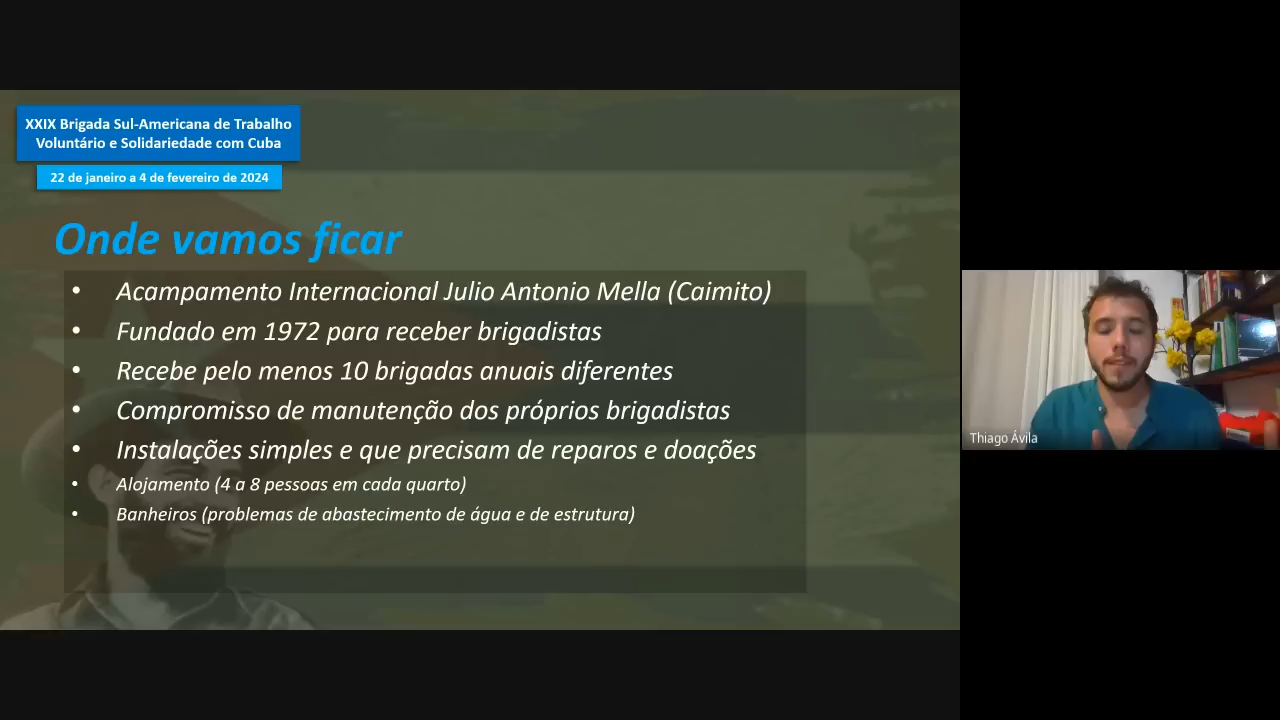 XXIX Brigada Sul-Americana de Trabalho
Voluntário e Solidariedade com Cuba
22 de janeiro a 4 de fevereiro de 2024
Onde vamos ficar
• Acampamento Internacional Julio Antonio Mella (Caimito)
• Fundado em 1972 para receber brigadistas
• Recebe pelo menos 10 brigadas anuais diferentes
• Compromisso de manutenção dos próprios brigadistas
• Instalações simples e que precisam de reparos e doações
• Alojamento (4 a 8 pessoas em cada quarto)
• Banheiros (problemas de abastecimento de água e de estrutura)
Thiago Ávila